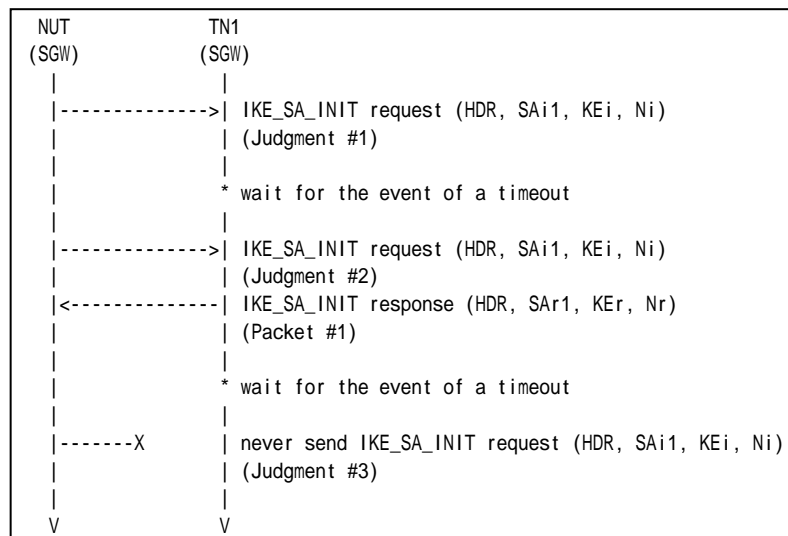 NUT TN1
(SGW) (SGW)
| |
|-------------->| IKE_SA_INIT request (HDR, SAi1, KEi, Ni)
| | (Judgment #1)
| |
| * wait for the event of a timeout
| |
|-------------->| IKE_SA_INIT request (HDR, SAi1, KEi, Ni)
| | (Judgment #2)
|<--------------| IKE_SA_INIT response (HDR, SAr1, KEr, Nr)
| | (Packet #1)
| |
| * wait for the event of a timeout
| |
|-------X | never send IKE_SA_INIT request (HDR, SAi1, KEi, Ni)
| | (Judgment #3)
| |
V V